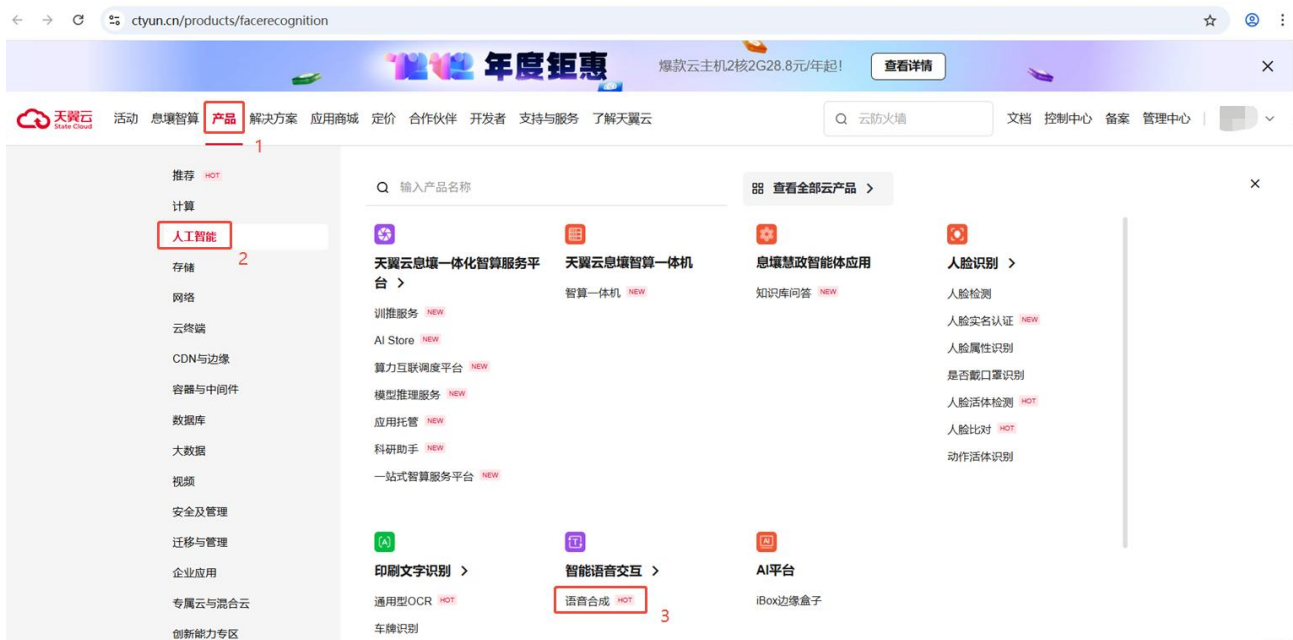 ctyun.cn/products/facerecognition
1212 年度钜惠 爆款云主机2核2G28.8元/年起! 查看详情
天翼云 State Cloud 活动 息壤智算 产品 解决方案 应用商城 定价 合作伙伴 开发者 支持与服务 了解天翼云 云防火墙 文档 控制中心 备案 管理中心
1
推荐 HOT
输入产品名称 查看全部云产品
计算
人工智能
2
存储
网络
云终端
CDN与边缘
容器与中间件
数据库
大数据
视频
安全及管理
迁移与管理
企业应用
专属云与混合云
创新能力专区
天翼云息壤一体化智算服务平
台
训推服务 NEW
AI Store NEW
算力互联调度平台 NEW
模型推理服务 NEW
应用托管 NEW
科研助手 NEW
一站式智算服务平台 NEW
天翼云息壤智算一体机
智算一体机 NEW
息壤慧政智能体应用
知识库问答 NEW
人脸识别
人脸检测
人脸实名认证 NEW
人脸属性识别
是否戴口罩识别
人脸活体检测 HOT
人脸比对 HOT
动作活体识别
印刷文字识别
通用型OCR HOT
车牌识别
智能语音交互
语音合成 HOT
3
AI平台
iBox边缘盒子